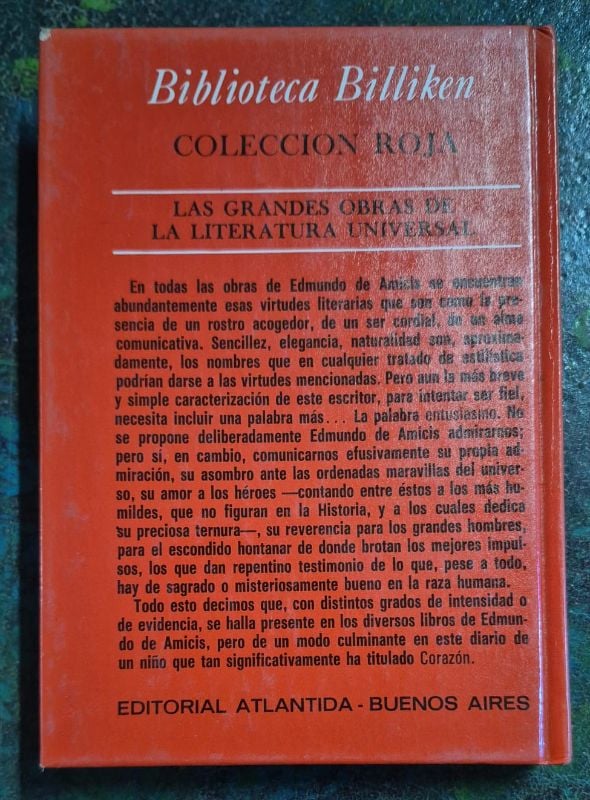 Biblioteca Billiken
COLECCION ROJA
LAS GRANDES OBRAS DE
LA LITERATURA UNIVERSAL
En todas las obras de Edmundo de Amicis se encuentran
abundantemente esas virtudes literarias que son como la pre-
sencia de un rostro acogedor, de un ser cordial, de un alma
comunicativa. Sencillez, elegancia, naturalidad son, aproxima-
damente, los nombres que en cualquier tratado de estilística
podrían darse a las virtudes mencionadas. Pero aun la más breve
y simple caracterización de este escritor, para intentar ser fiel,
necesita incluir una palabra más... La palabra entusiasmo. No
se propone deliberadamente Edmundo de Amicis admirarnos;
pero sí, en cambio, comunicarnos efusivamente su propia ad-
miración, su asombro ante las ordenadas maravillas del univer-
so, su amor a los héroes —contando entre éstos a los más hu-
mildes, que no figuran en la Historia, y a los cuales dedica
su preciosa ternura—, su reverencia para los grandes hombres,
para el escondido hontanar de donde brotan los mejores impul-
sos, los que dan repentino testimonio de lo que, pese a todo,
hay de sagrado o misteriosamente bueno en la raza humana.
Todo esto decimos que, con distintos grados de intensidad o
de evidencia, se halla presente en los diversos libros de Edmun-
do de Amicis, pero de un modo culminante en este diario de
un niño que tan significativamente ha titulado Corazón.
EDITORIAL ATLANTIDA - BUENOS AIRES